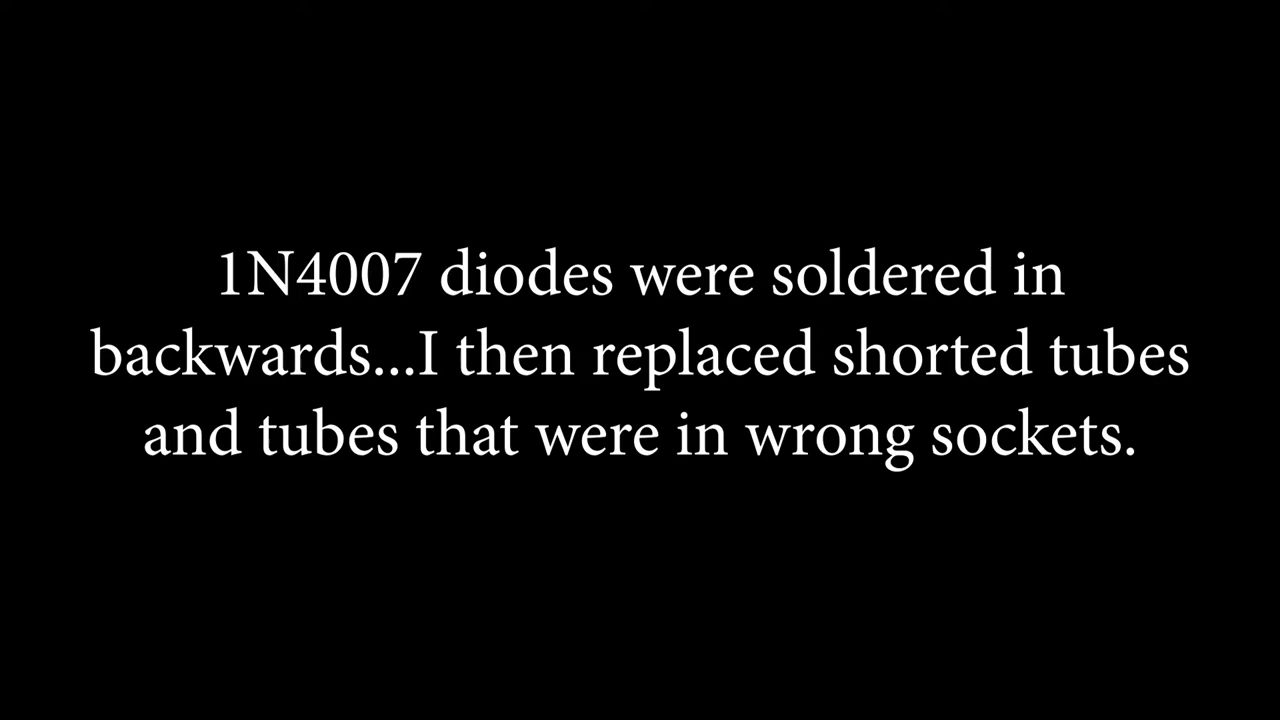 1N4007 diodes were soldered in
backwards...I then replaced shorted tubes
and tubes that were in wrong sockets.